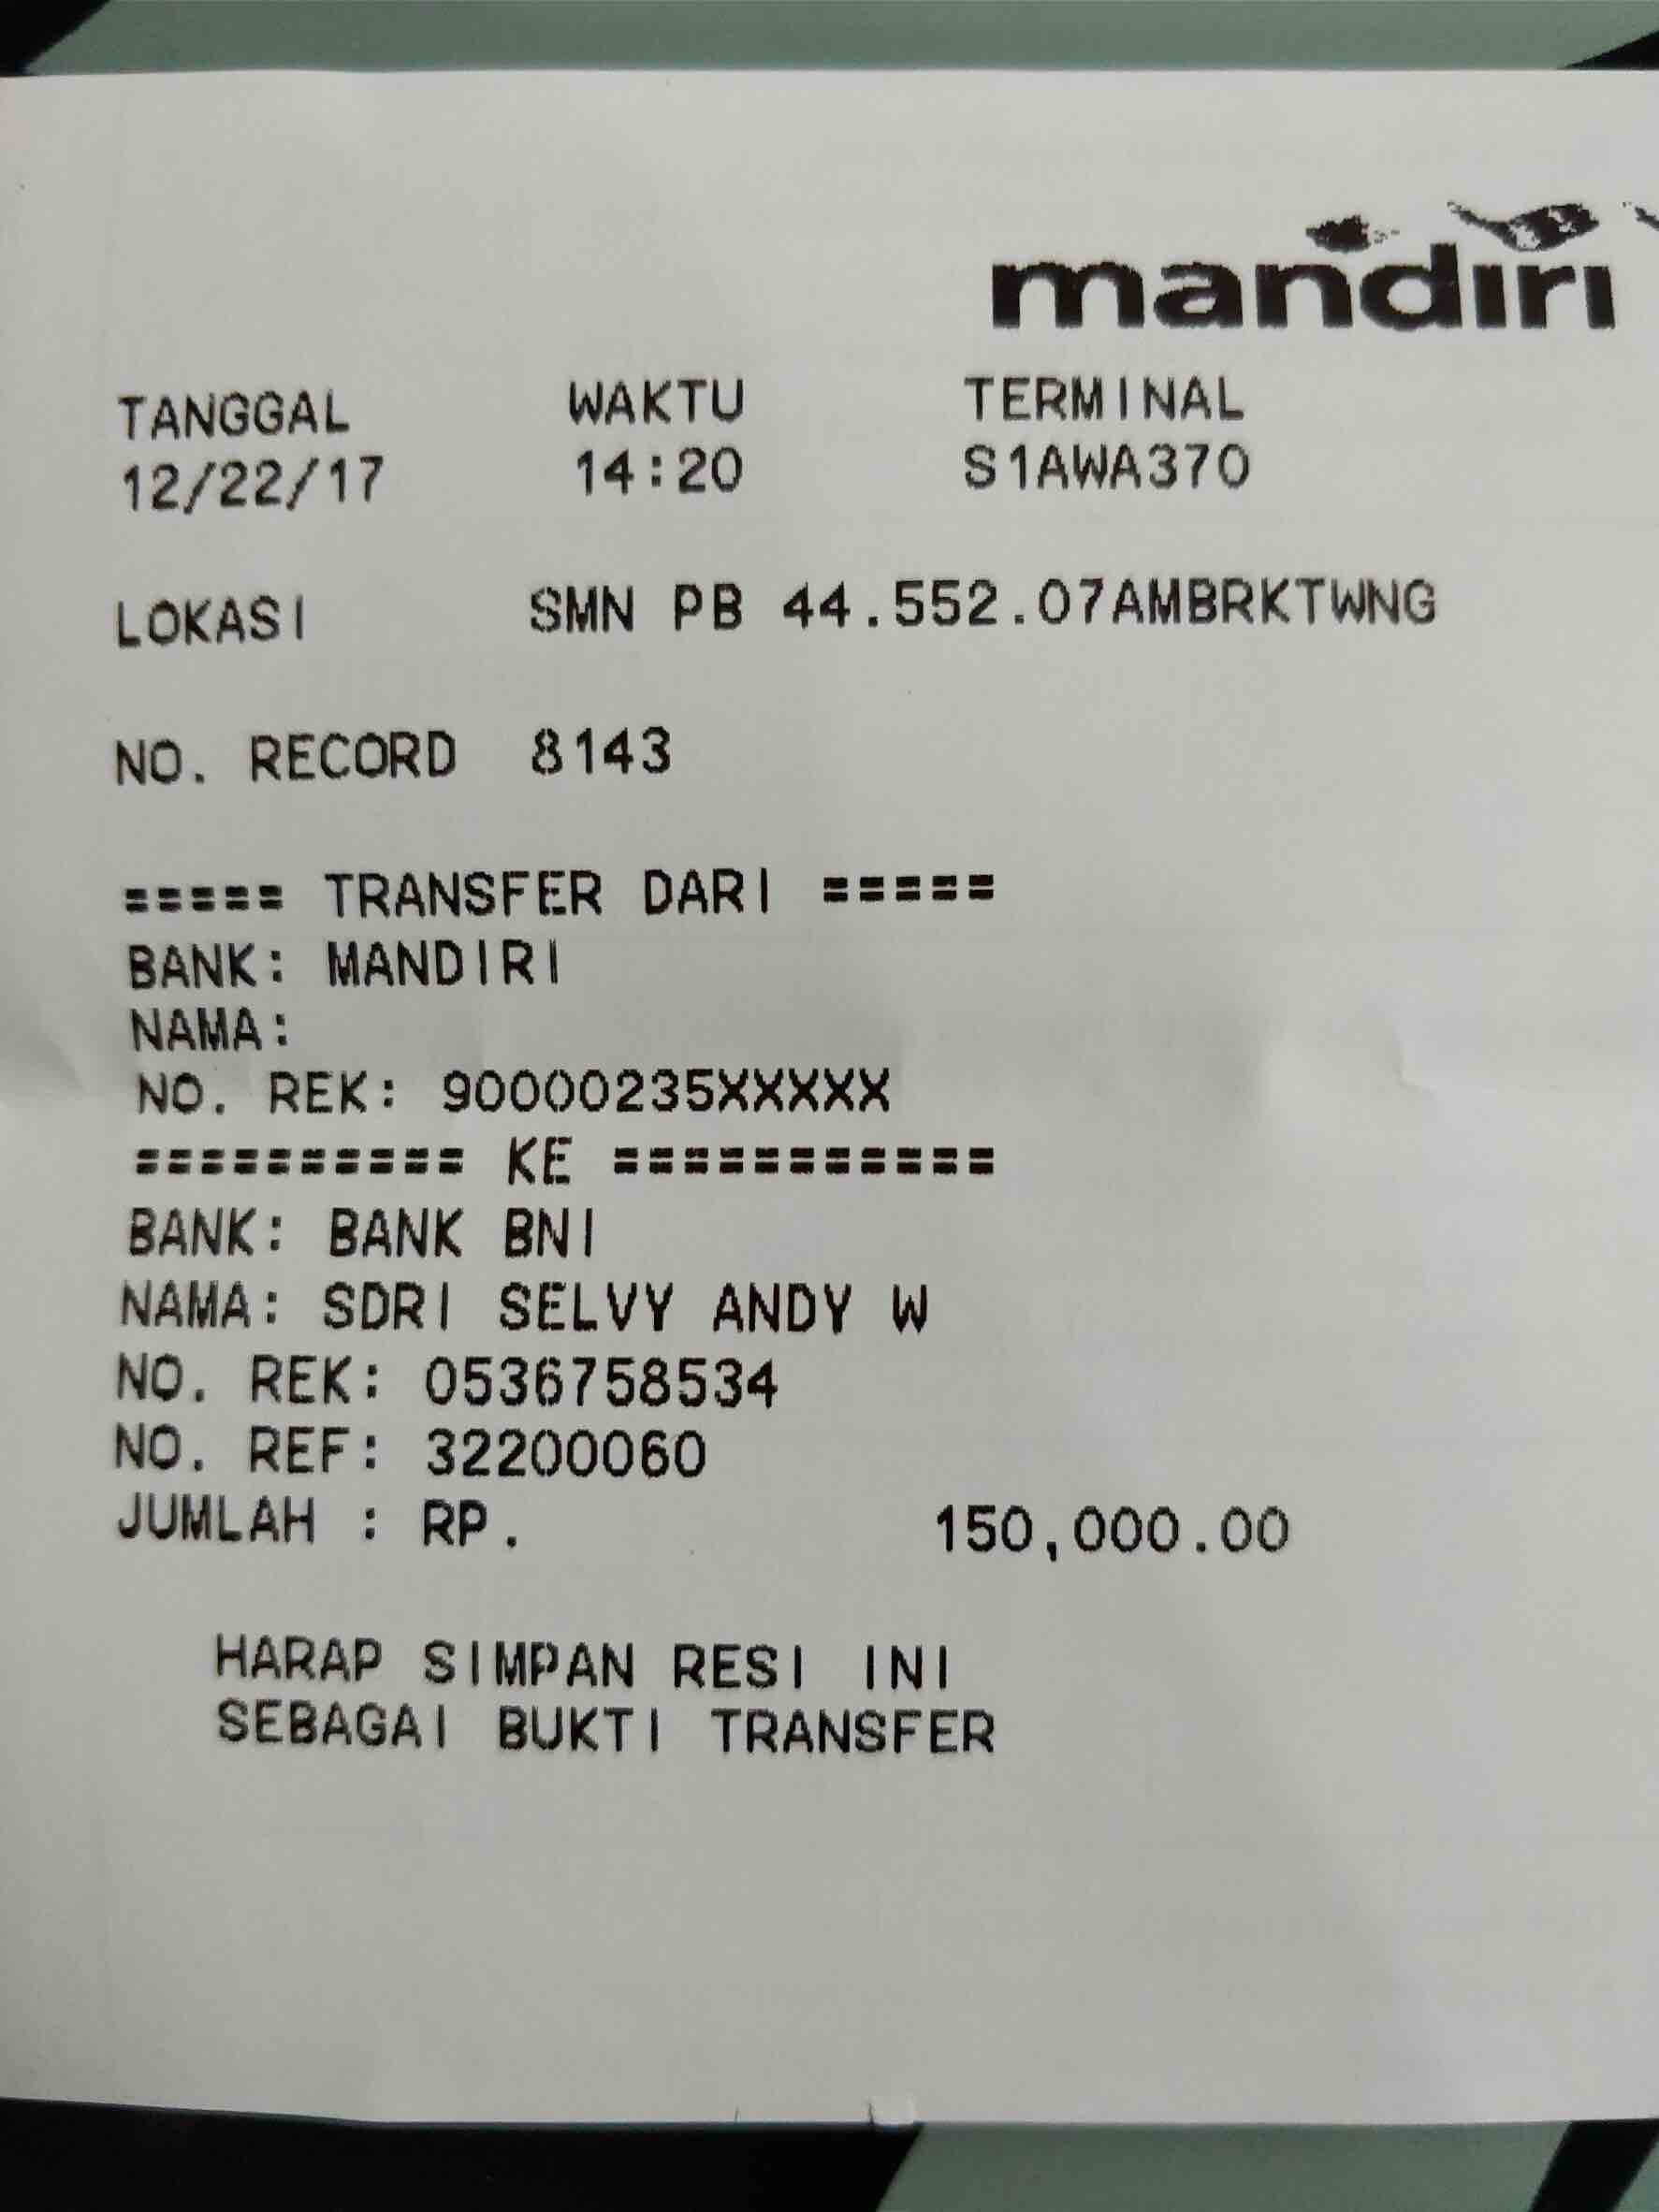 mandiri
TANGGAL WAKTU TERMINAL
12/22/17 14:20 S1AWA370
LOKASI SMN PB 44.552.07AMBRKTWNG
NO. RECORD 8143
===== TRANSFER DARI =====
BANK: MANDIRI
NAMA:
NO. REK: 90000235XXXXX
========== KE ===========
BANK: BANK BNI
NAMA: SDRI SELVY ANDY W
NO. REK: 0536758534
NO. REF: 32200060
JUMLAH : RP. 150,000.00
HARAP SIMPAN RESI INI
SEBAGAI BUKTI TRANSFER